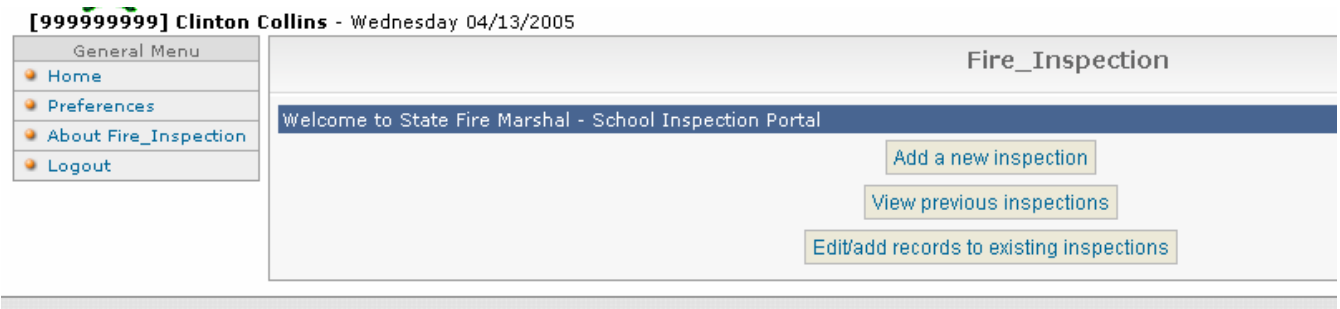 [999999999] Clinton Collins - Wednesday 04/13/2005
General Menu
Home
Preferences
About Fire_Inspection
Logout
Fire_Inspection
Welcome to State Fire Marshal - School Inspection Portal
Add a new inspection
View previous inspections
Edit/add records to existing inspections